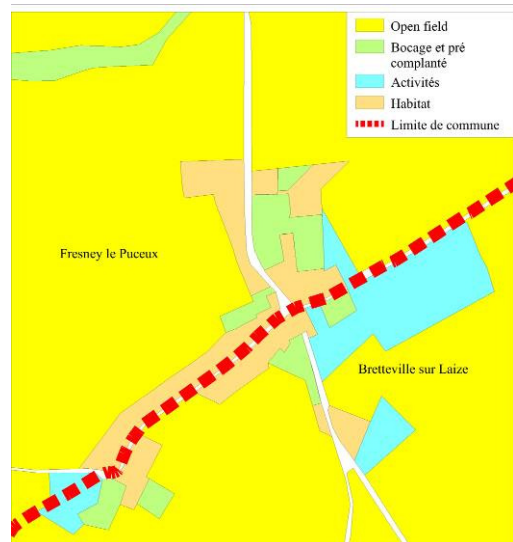 Open field
Bocage et pré
complanté
Activités
Habitat
Limite de commune
Fresney le Puceux
Bretteville sur Laize